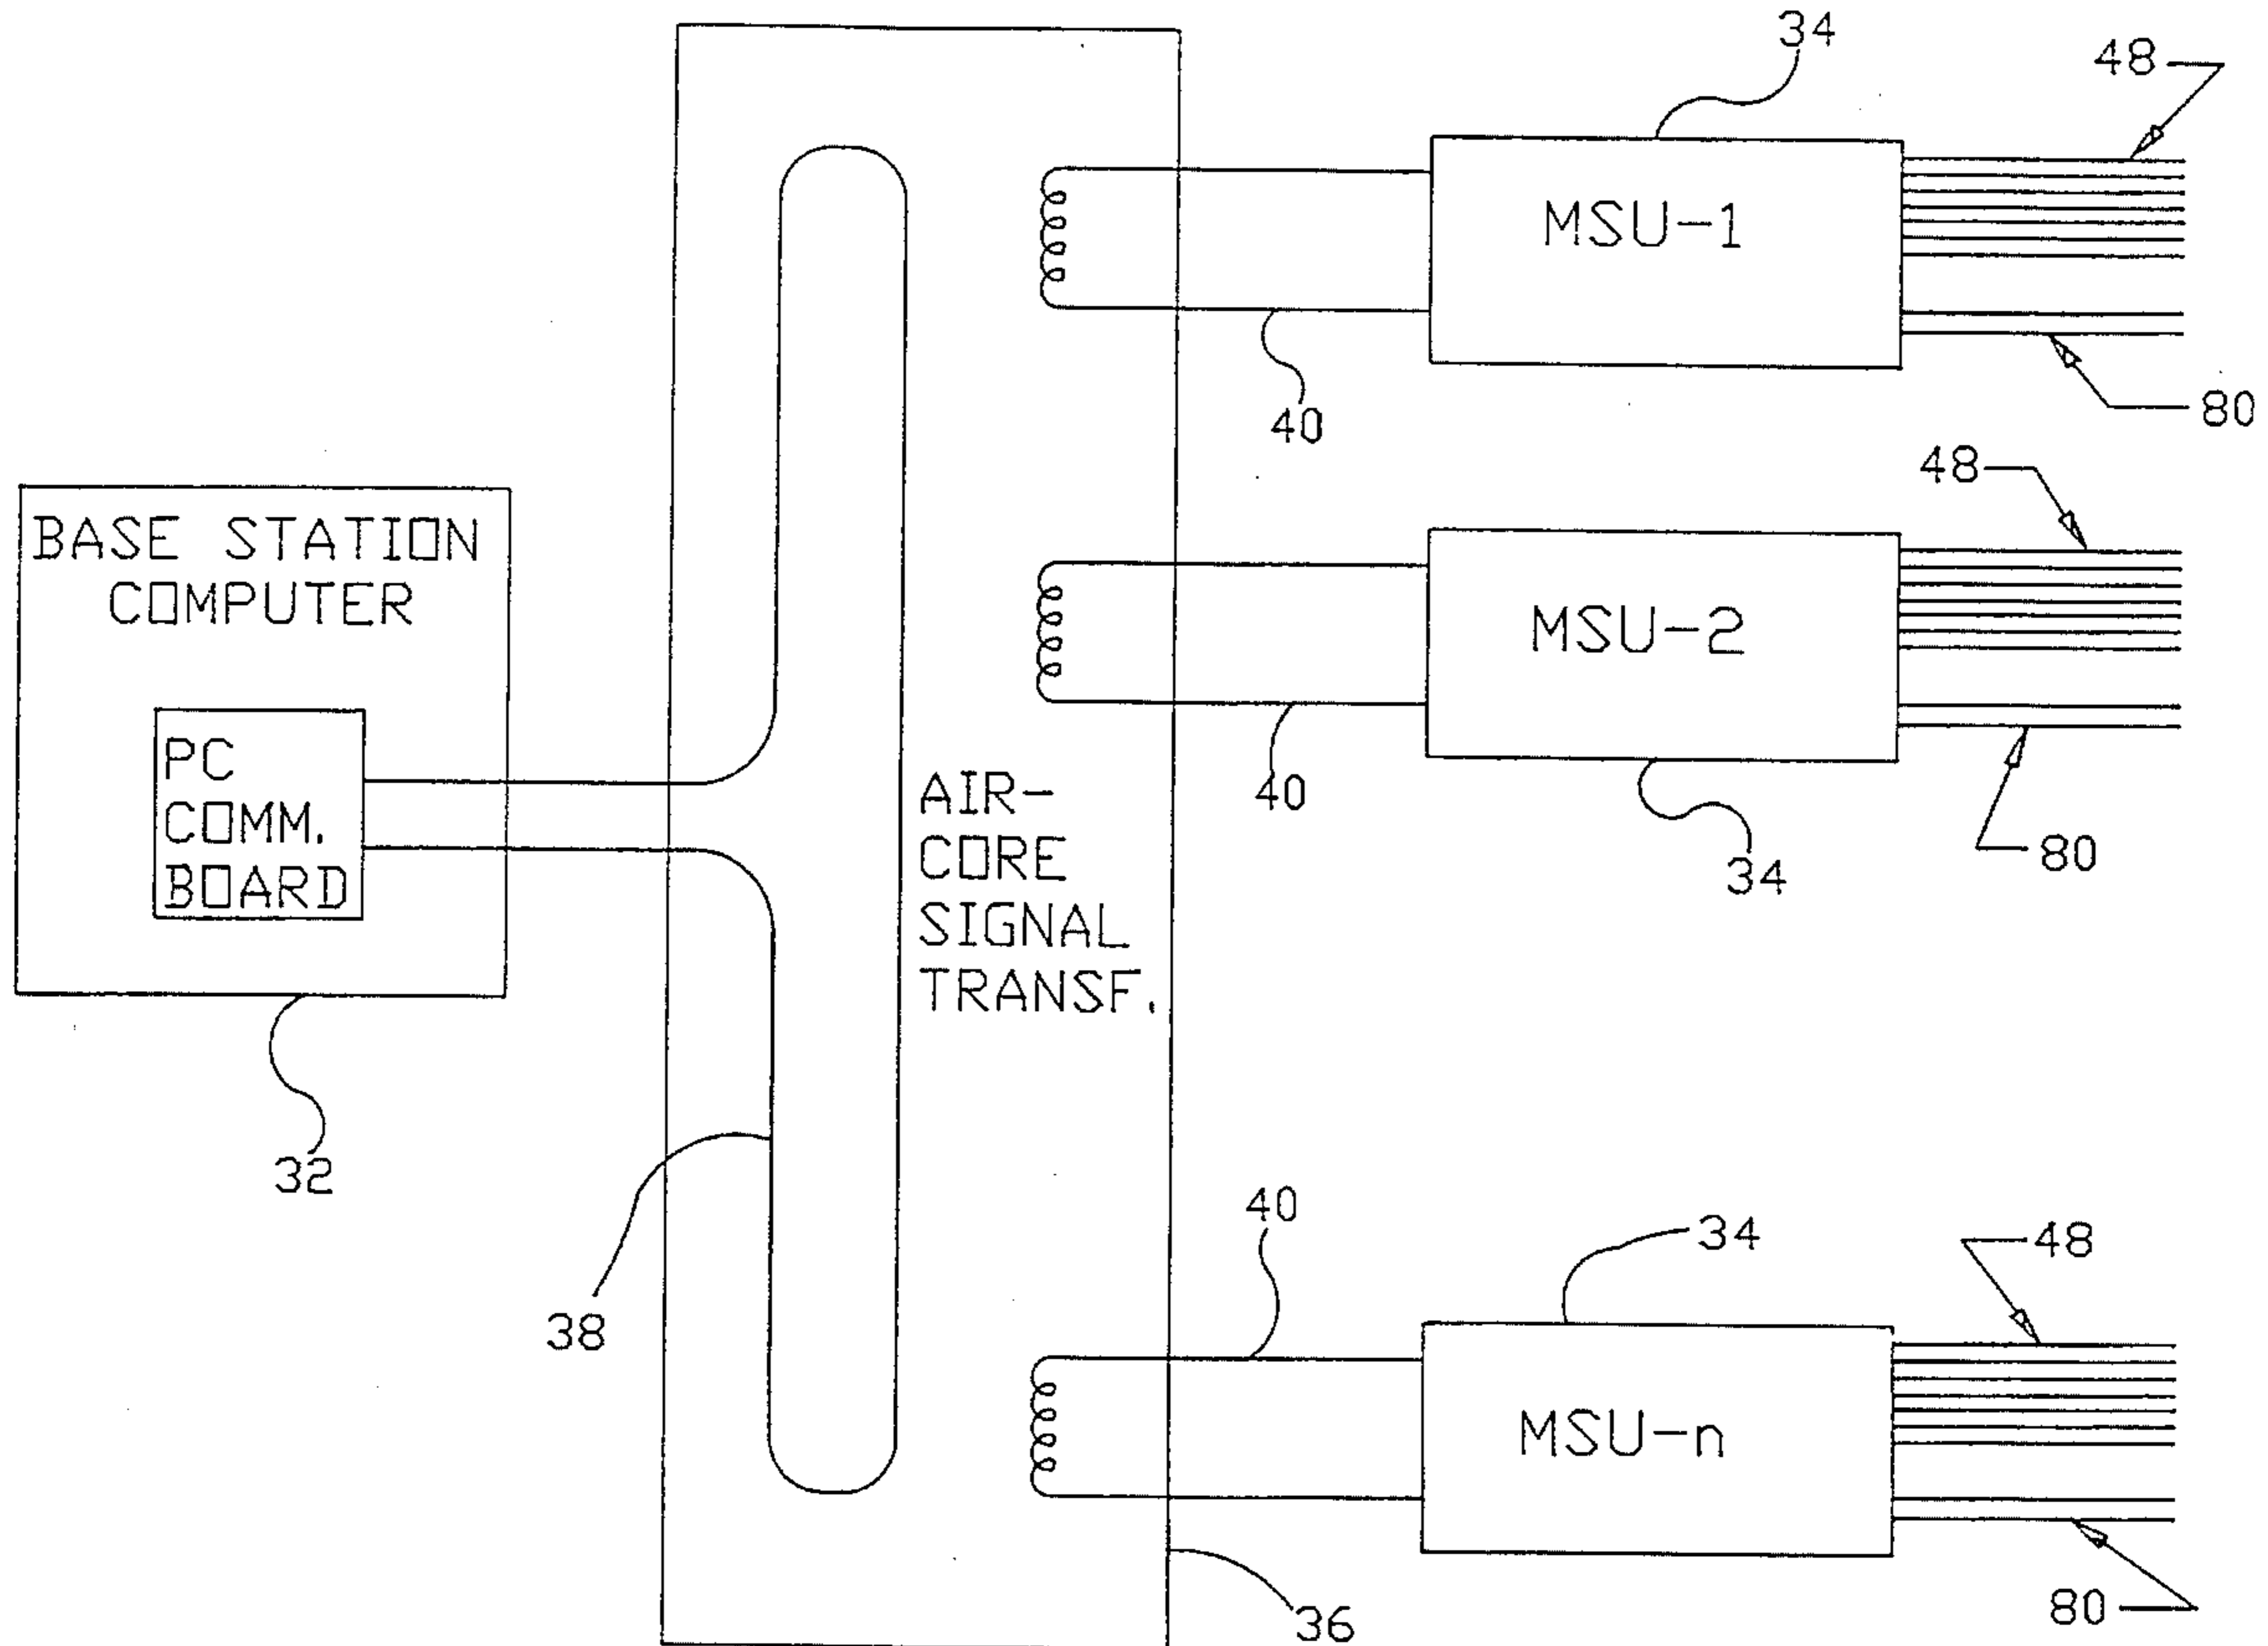 34
48
MSU-1
40
80
48
BASE STATION
COMPUTER
MSU-2
PC
COMM.
BOARD
AIR-
CORE
SIGNAL
TRANSF.
40
34
80
32
40
34
48
38
MSU-n
36
80